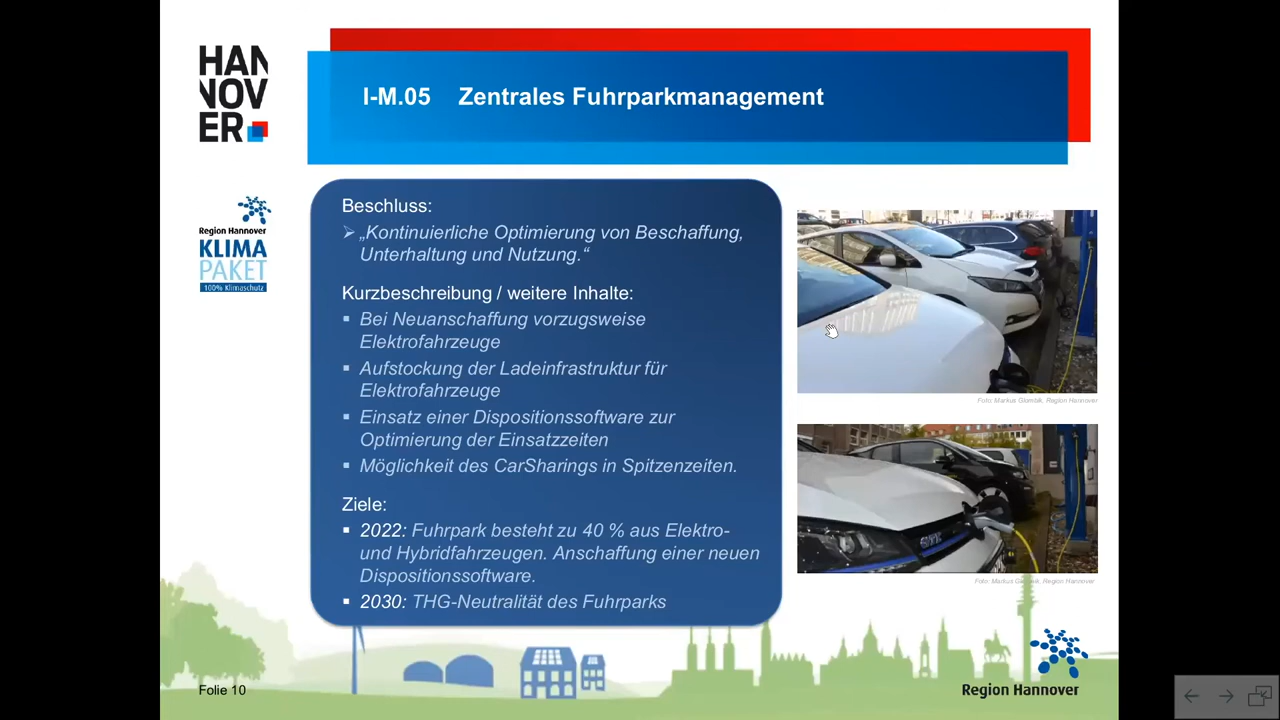 HAN
NOV
ER
I-M.05 Zentrales Fuhrparkmanagement
Region Hannover
KLIMA
PAKET
100% Klimaschutz
Beschluss:
„Kontinuierliche Optimierung von Beschaffung,
Unterhaltung und Nutzung.“
Kurzbeschreibung / weitere Inhalte:
Bei Neuanschaffung vorzugsweise
Elektrofahrzeuge
Aufstockung der Ladeinfrastruktur für
Elektrofahrzeuge
Einsatz einer Dispositionssoftware zur
Optimierung der Einsatzzeiten
Möglichkeit des CarSharings in Spitzenzeiten.
Ziele:
2022: Fuhrpark besteht zu 40 % aus Elektro-
und Hybridfahrzeugen. Anschaffung einer neuen
Dispositionssoftware.
2030: THG-Neutralität des Fuhrparks
Foto: Markus Glombik, Region Hannover
Foto: Markus Glombik, Region Hannover
Folie 10
Region Hannover